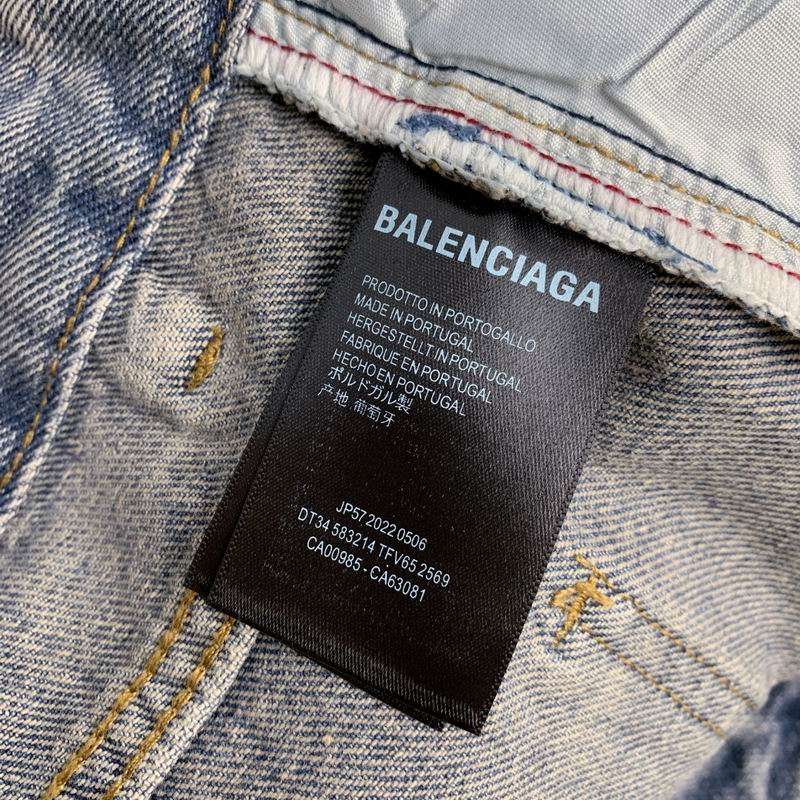 BALENCIAGA
PRODOTTO IN PORTOGALLO
MADE IN PORTUGAL
HERGESTELLT IN PORTUGAL
FABRIQUE EN PORTUGAL
HECHO EN PORTUGAL
ポルドガル製
产地 葡萄牙
JP57 2022 0506
DT34 583214 TFV65 2569
CA00985 - CA63081